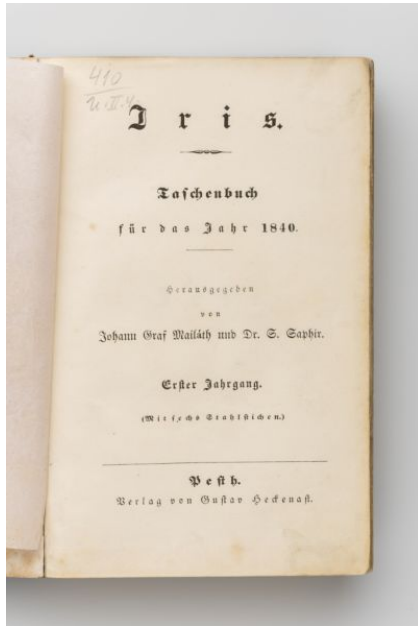 410
Iris.
Taschenbuch
für das Jahr 1840.
Herausgegeben
von
Johann Graf Mailáth und Dr. S. Saphir.
Erster Jahrgang.
(Mit sechs Stahlstichen.)
Pesth.
Verlag von Gustav Heckenast.